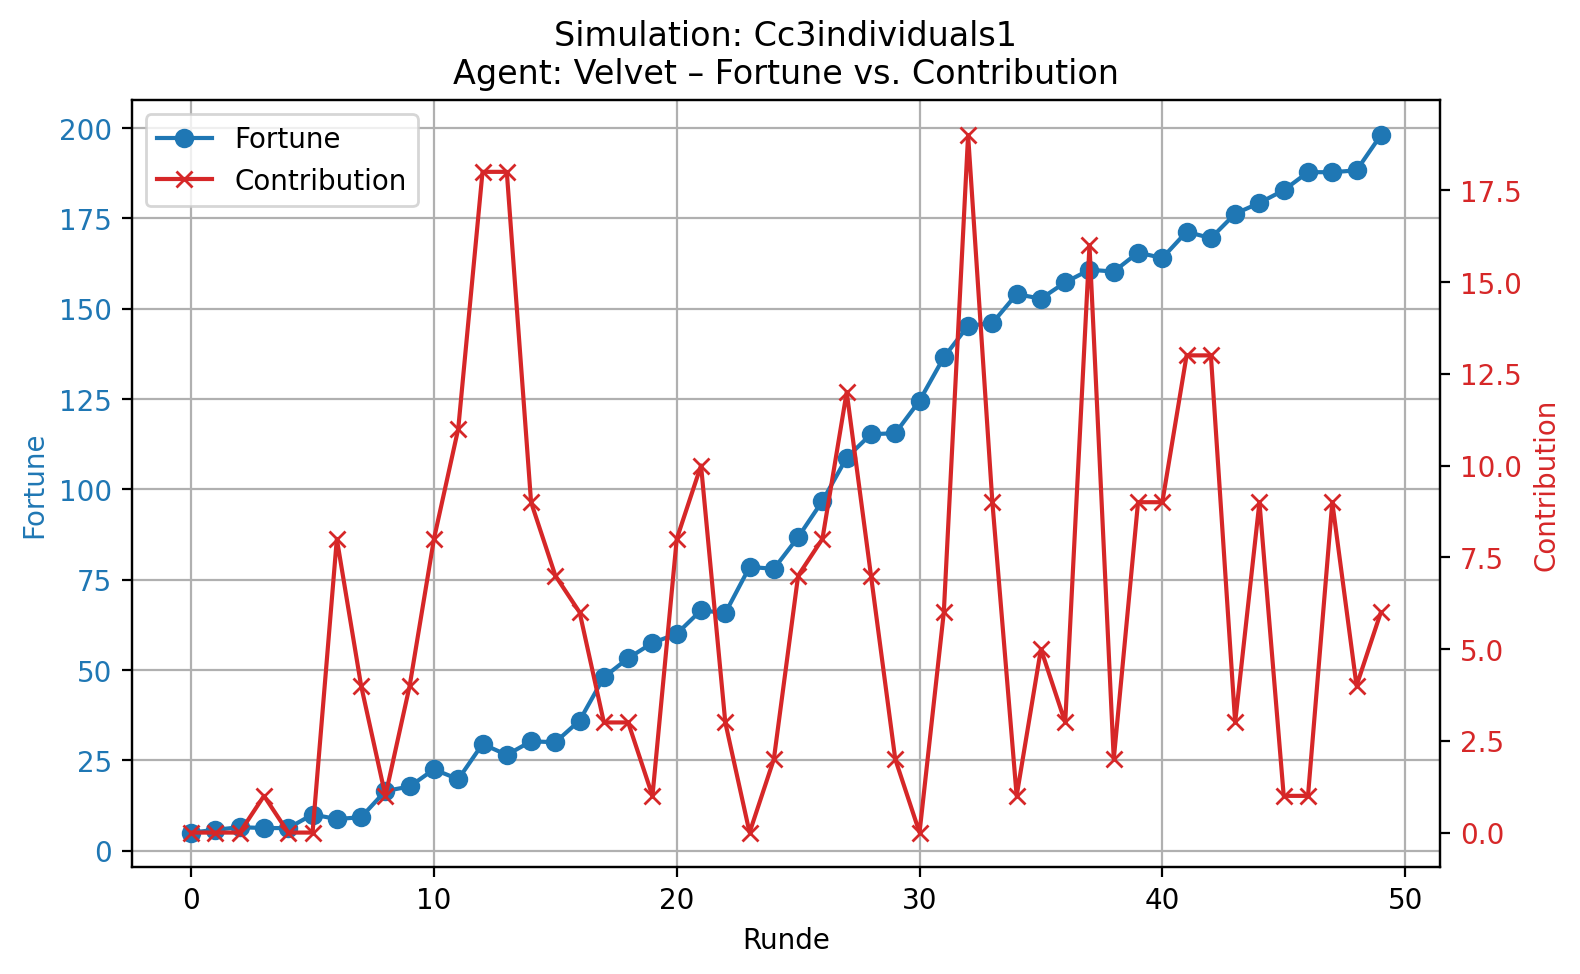 Simulation: Cc3individuals1
Agent: Velvet – Fortune vs. Contribution
Fortune
Contribution
200
175
150
125
100
75
50
25
0
Fortune
17.5
15.0
12.5
10.0
7.5
5.0
2.5
0.0
Contribution
0 10 20 30 40 50
Runde